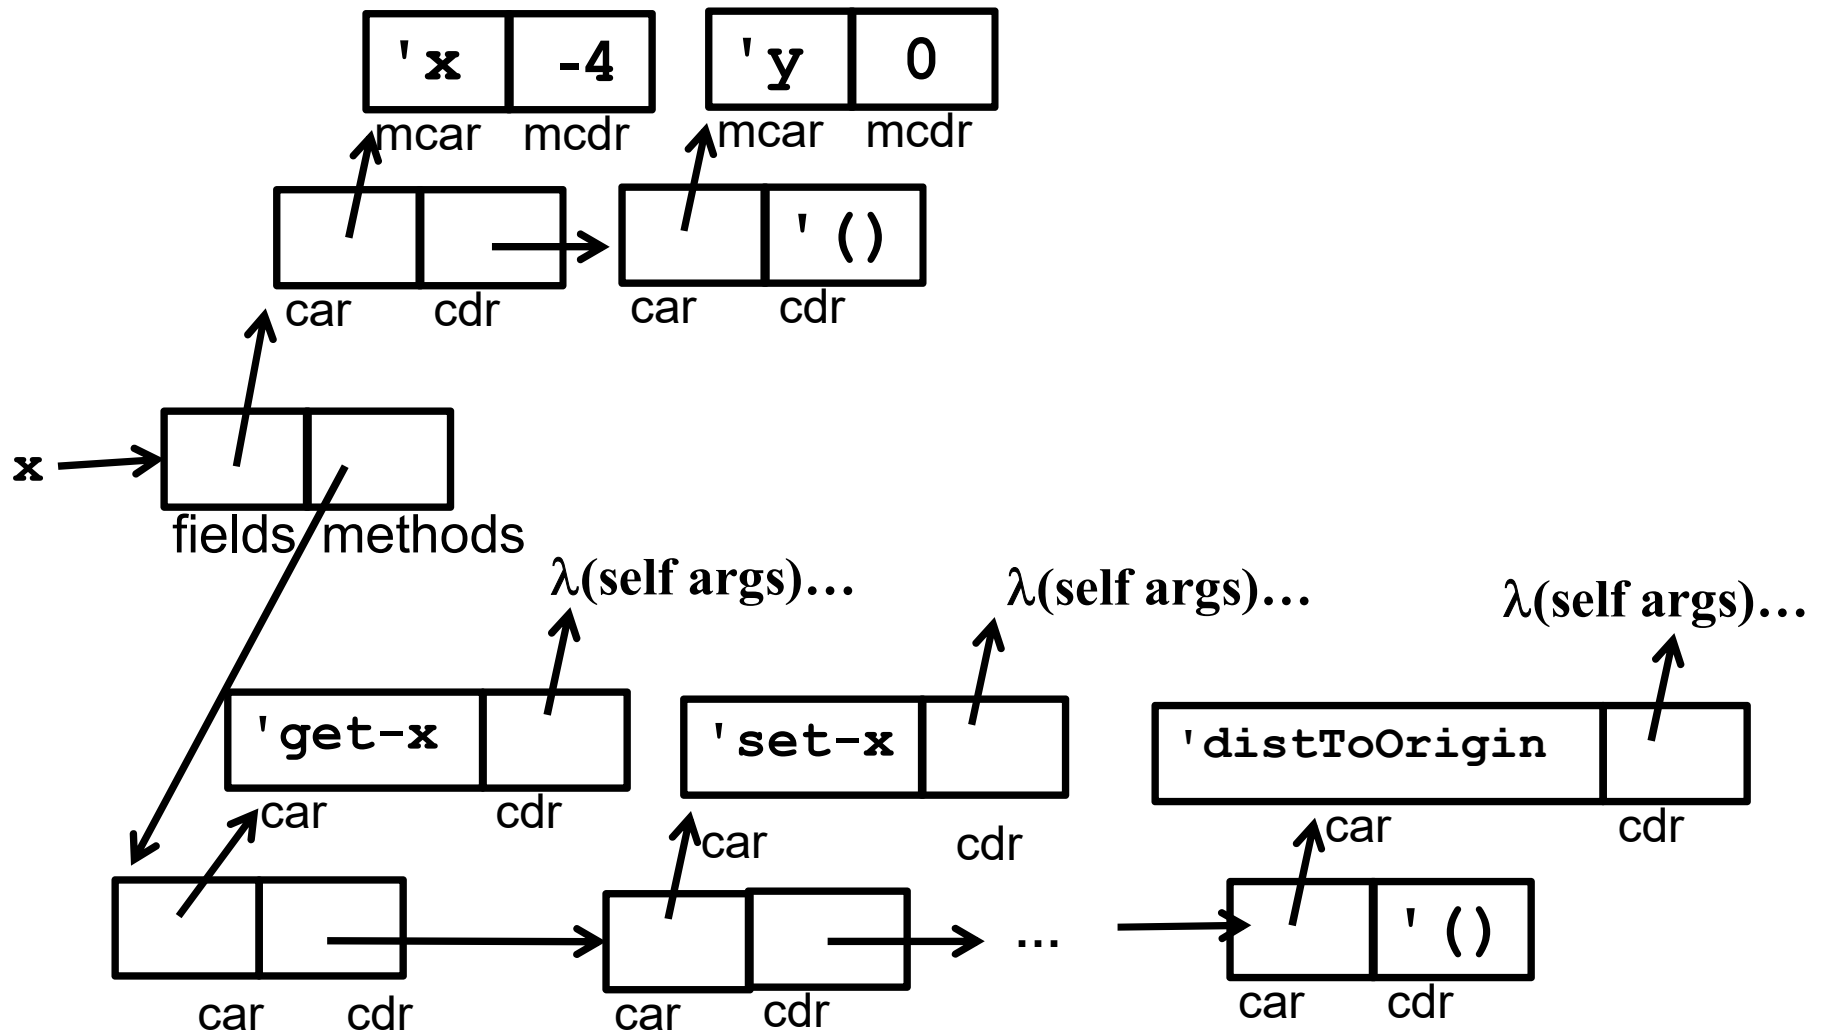 'x -4 'y 0
mcar mcdr mcar mcdr
'()
car cdr car cdr
x
fields methods
λ(self args)… λ(self args)… λ(self args)…
'get-x 'set-x 'distToOrigin
car cdr car cdr car cdr
… '()
car cdr car cdr car cdr